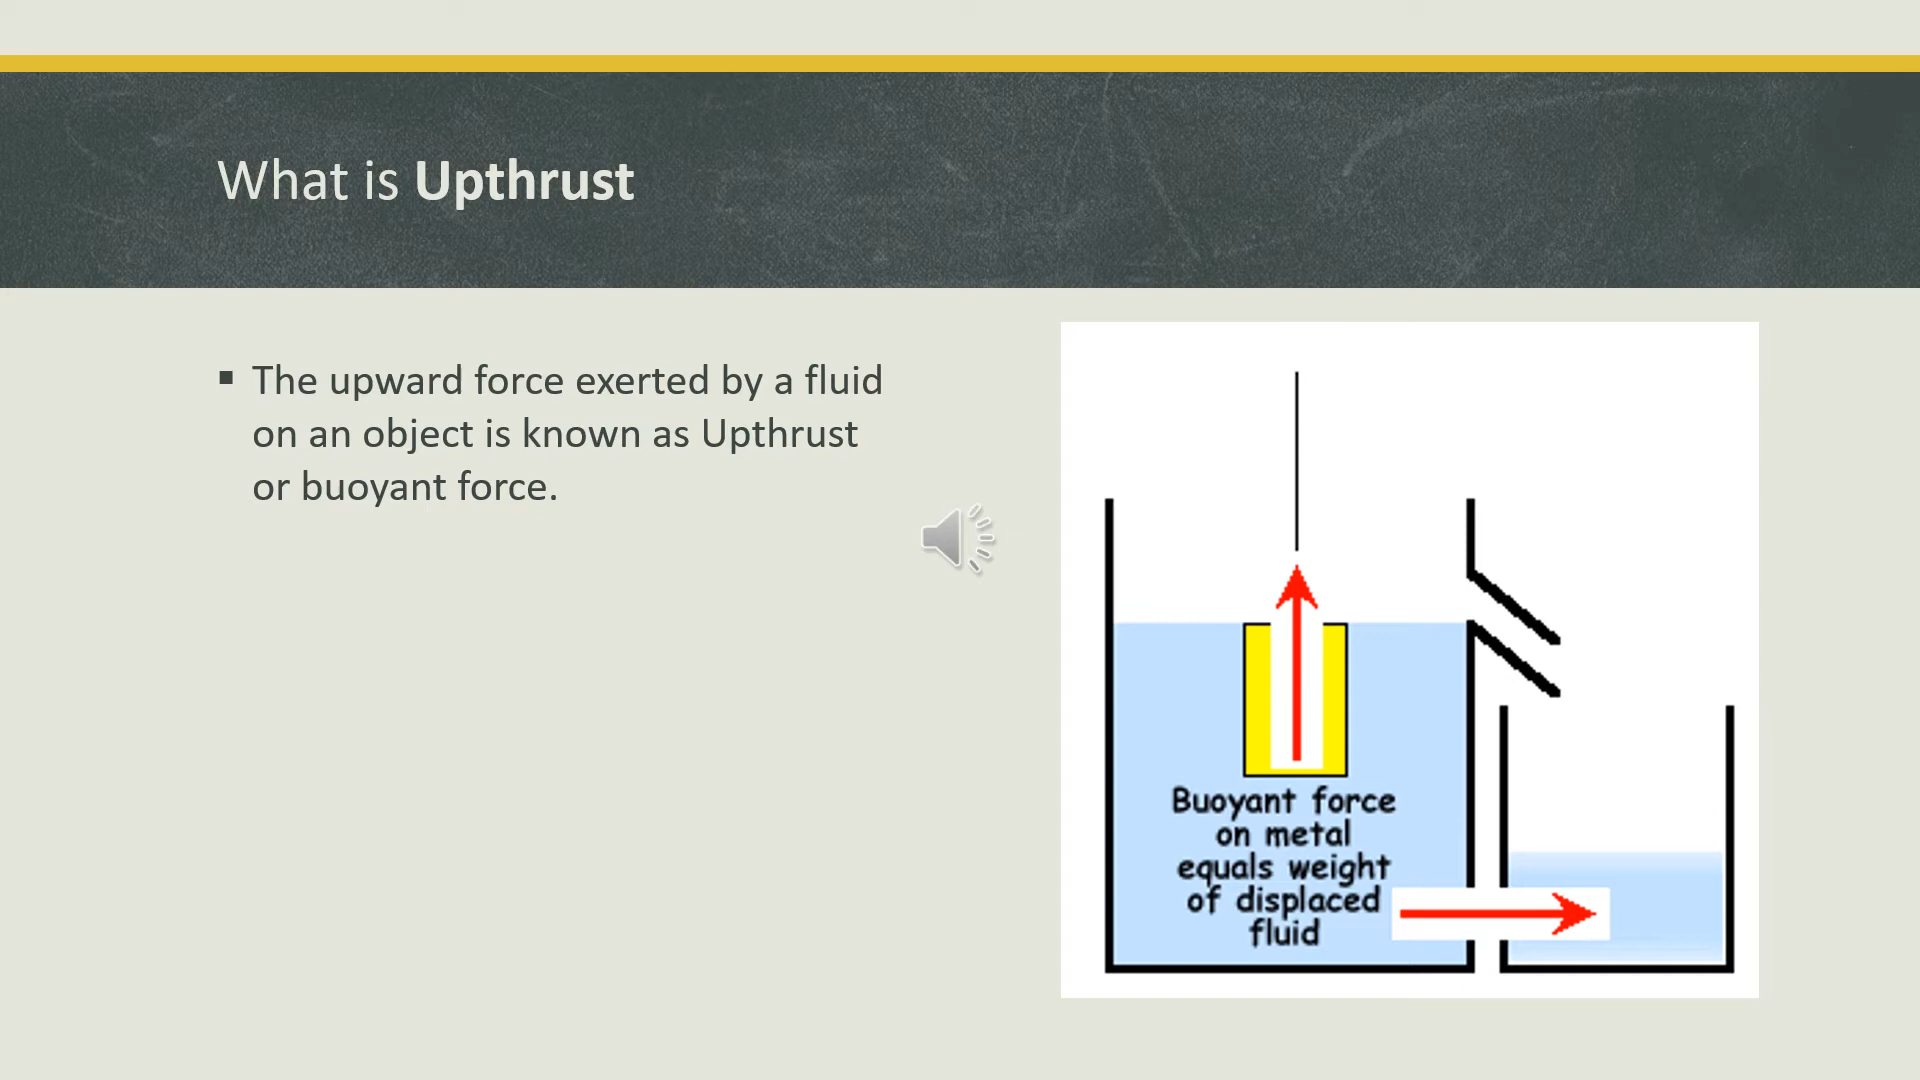 What is Upthrust
▪ The upward force exerted by a fluid
on an object is known as Upthrust
or buoyant force.
Buoyant force
on metal
equals weight
of displaced
fluid